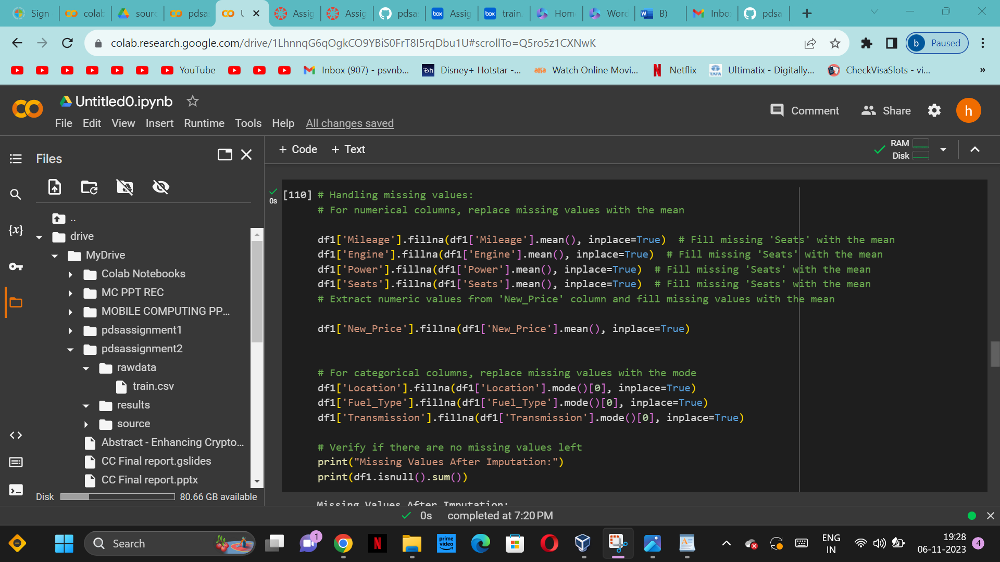 Sign
colab
sourc
pdsa
U
Assig
Assig
pdsa
box
Assig
box
train.
Hom
Word
B)
Inbo
pdsa
colab.research.google.com/drive/1LhnnqG6qOgkCO9YBiS0FrT8I5rqDbu1U#scrollTo=Q5ro5z1CXNwK
b Paused
YouTube
Inbox (907) - psvnb...
Disney+ Hotstar -...
Watch Online Movi...
Netflix
Ultimatix - Digitally...
CheckVisaSlots - vi...
»
Untitled0.ipynb
File Edit View Insert Runtime Tools Help All changes saved
Comment
Share
h
Files
+ Code + Text
RAM
Disk
..
drive
MyDrive
Colab Notebooks
MC PPT REC
MOBILE COMPUTING PP...
pdsassignment1
pdsassignment2
rawdata
train.csv
results
source
Abstract - Enhancing Crypto...
CC Final report.gslides
CC Final report.pptx
Disk 80.66 GB available
0s
[110] # Handling missing values:
# For numerical columns, replace missing values with the mean
df1['Mileage'].fillna(df1['Mileage'].mean(), inplace=True)  # Fill missing 'Seats' with the mean
df1['Engine'].fillna(df1['Engine'].mean(), inplace=True)  # Fill missing 'Seats' with the mean
df1['Power'].fillna(df1['Power'].mean(), inplace=True)  # Fill missing 'Seats' with the mean
df1['Seats'].fillna(df1['Seats'].mean(), inplace=True)  # Fill missing 'Seats' with the mean
# Extract numeric values from 'New_Price' column and fill missing values with the mean
df1['New_Price'].fillna(df1['New_Price'].mean(), inplace=True)
# For categorical columns, replace missing values with the mode
df1['Location'].fillna(df1['Location'].mode()[0], inplace=True)
df1['Fuel_Type'].fillna(df1['Fuel_Type'].mode()[0], inplace=True)
df1['Transmission'].fillna(df1['Transmission'].mode()[0], inplace=True)
# Verify if there are no missing values left
print("Missing Values After Imputation:")
print(df1.isnull().sum())
Missing Values After Imputation:
0s completed at 7:20 PM
Search
1
prime video
ENG
IN
19:28
06-11-2023
4